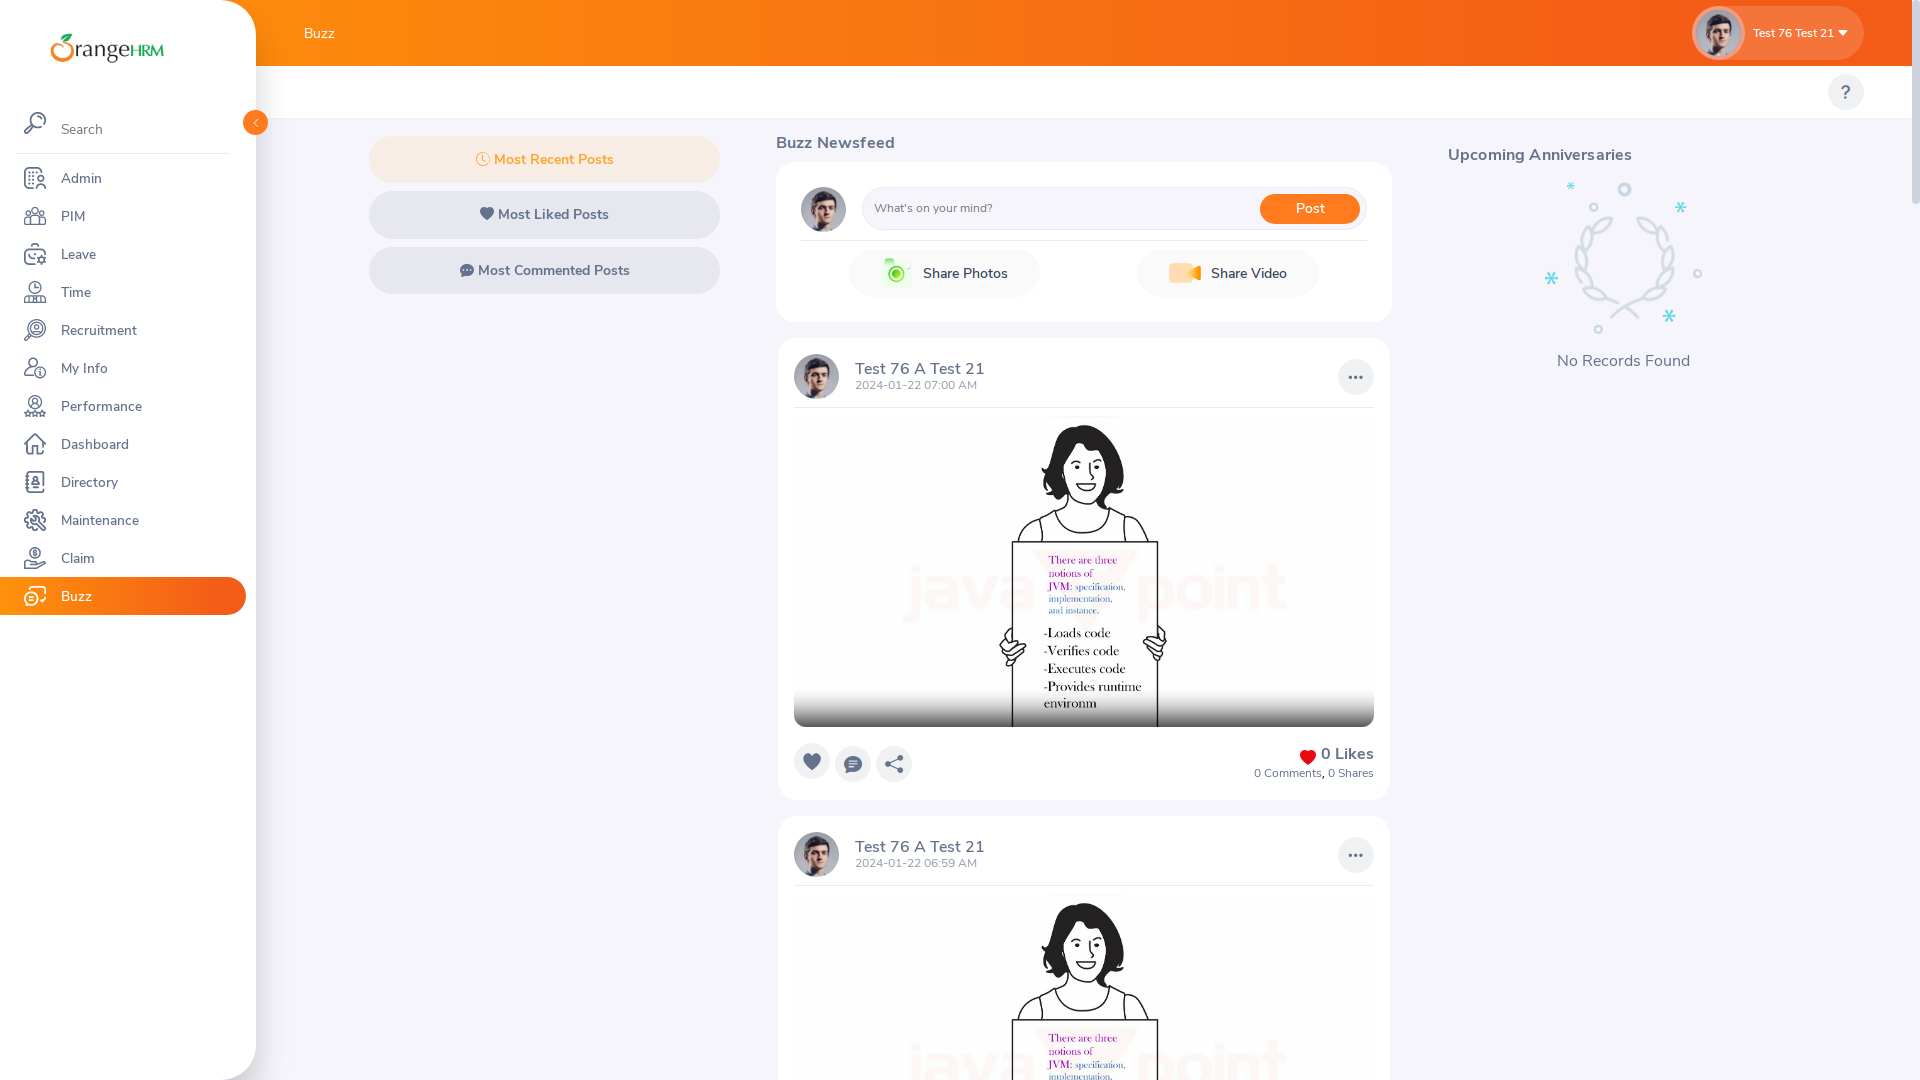 OrangeHRM
Search
Admin
PIM
Leave
Time
Recruitment
My Info
Performance
Dashboard
Directory
Maintenance
Claim
Buzz
Buzz
Test 76 Test 21
?
Most Recent Posts
Most Liked Posts
Most Commented Posts
Buzz Newsfeed
What's on your mind?
Post
Share Photos
Share Video
Test 76 A Test 21
2024-01-22 07:00 AM
java point
There are three
notions of
JVM: specification,
implementation,
and instance.
-Loads code
-Verifies code
-Executes code
-Provides runtime
environm
0 Likes
0 Comments, 0 Shares
Test 76 A Test 21
2024-01-22 06:59 AM
java point
There are three
notions of
JVM: specification,
implementation,
Upcoming Anniversaries
No Records Found